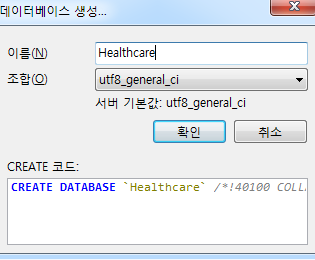 데이터베이스 생성...
이름(N)
Healthcare
조합(O)
utf8_general_ci
서버 기본값: utf8_general_ci
확인
취소
CREATE 코드:
CREATE DATABASE `Healthcare` /*!40100 COLL